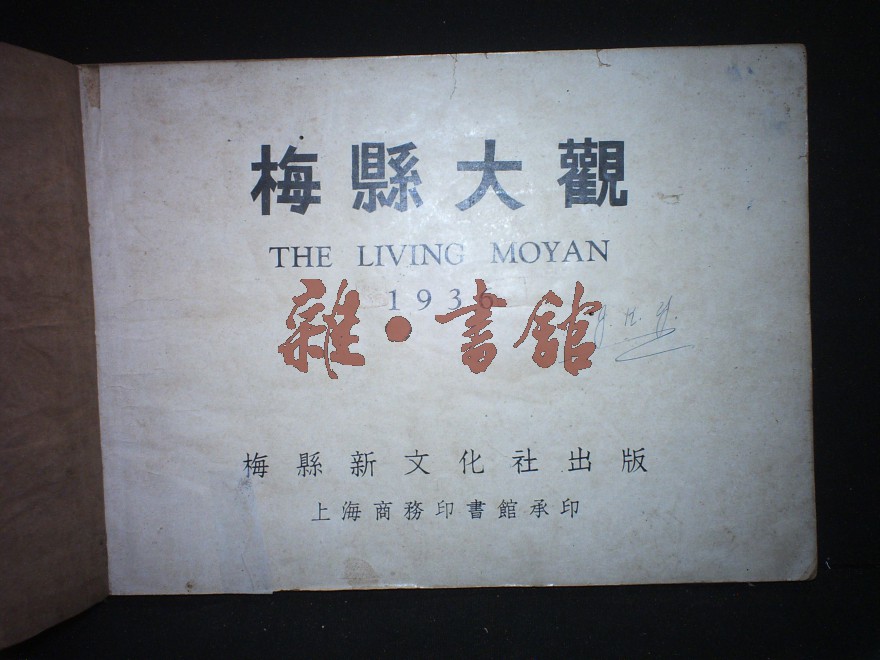 梅縣大觀
THE LIVING MOYAN
1936
雜·書館
梅縣新文化社出版
上海商務印書館承印